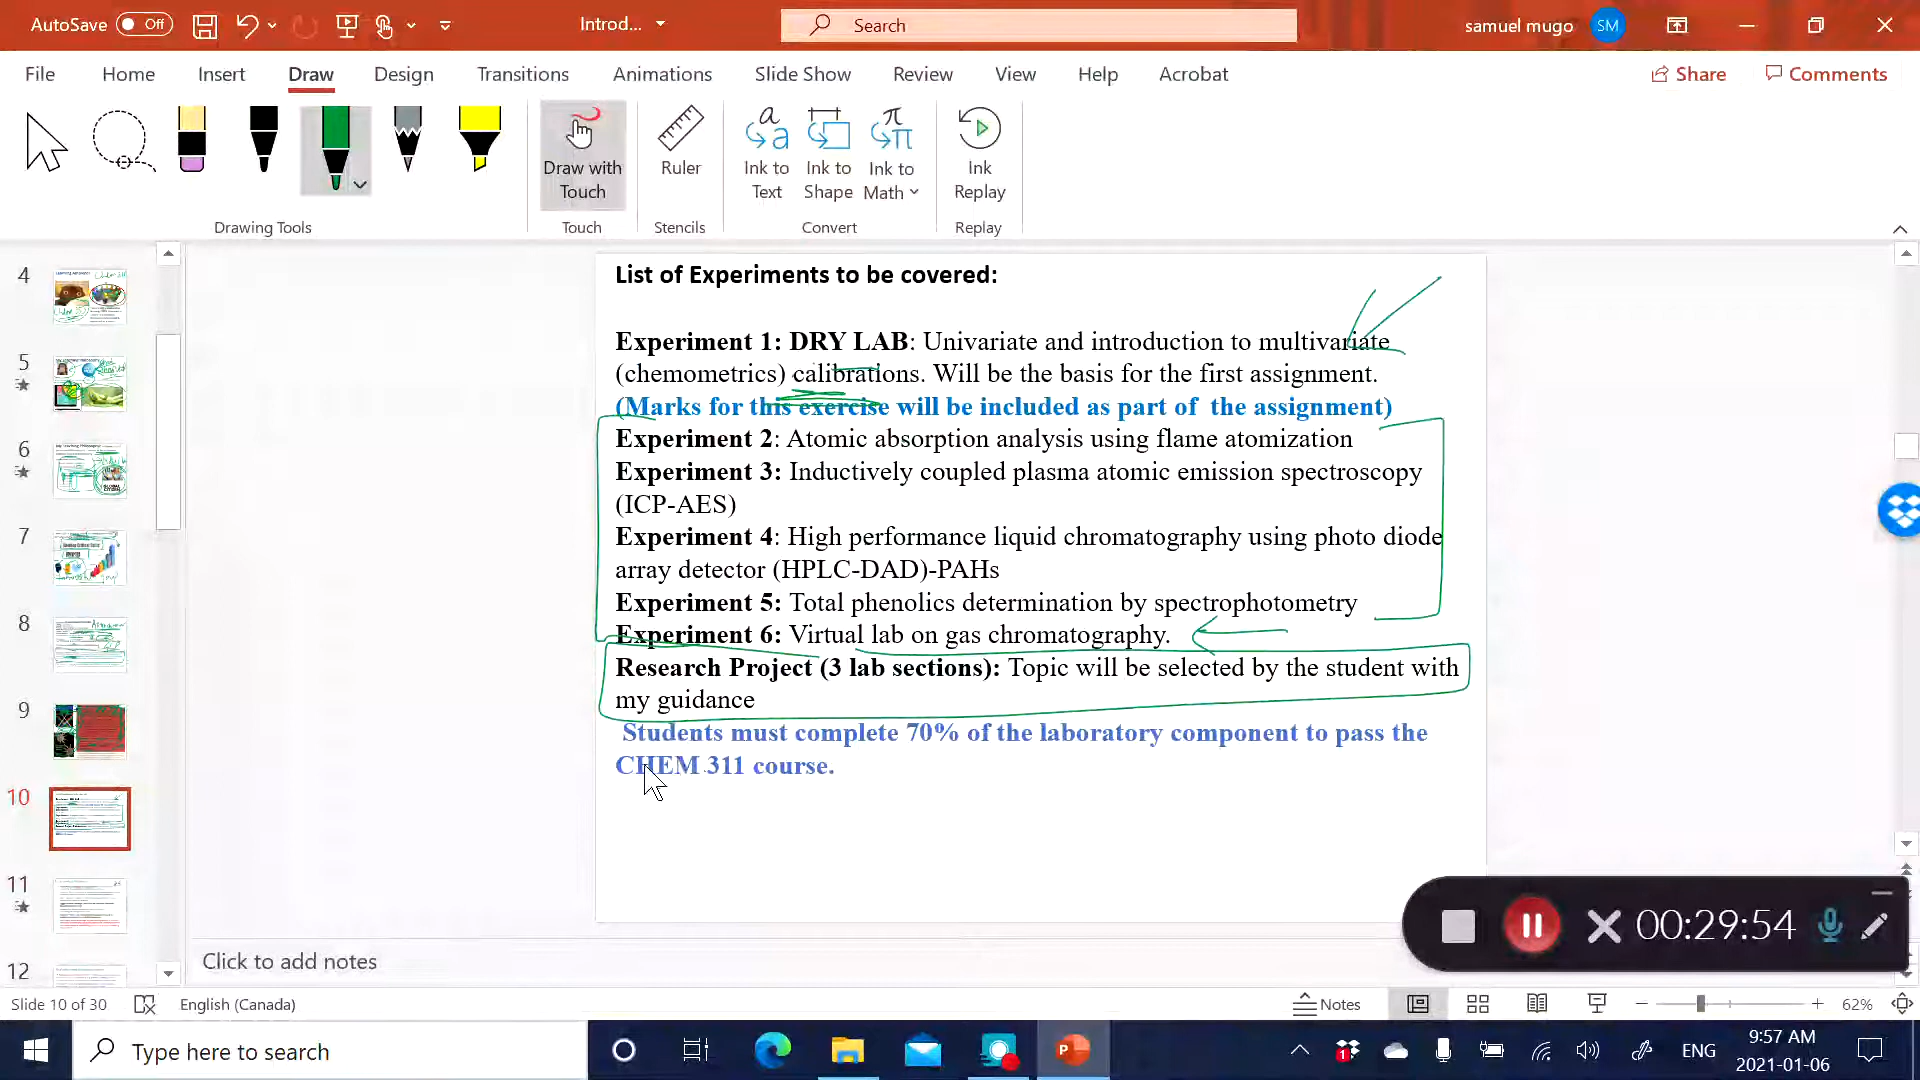 AutoSave Off Introd... Search samuel mugo SM
File Home Insert Draw Design Transitions Animations Slide Show Review View Help Acrobat Share Comments
Draw with Touch
Ruler
Ink to Text
Ink to Shape
Ink to Math
Ink Replay
Drawing Tools Touch Stencils Convert Replay
4
5
6
7
8
9
10
11
12
List of Experiments to be covered:
Experiment 1: DRY LAB: Univariate and introduction to multivariate
(chemometrics) calibrations. Will be the basis for the first assignment.
(Marks for this exercise will be included as part of the assignment)
Experiment 2: Atomic absorption analysis using flame atomization
Experiment 3: Inductively coupled plasma atomic emission spectroscopy
(ICP-AES)
Experiment 4: High performance liquid chromatography using photo diode
array detector (HPLC-DAD)-PAHs
Experiment 5: Total phenolics determination by spectrophotometry
Experiment 6: Virtual lab on gas chromatography.
Research Project (3 lab sections): Topic will be selected by the student with
my guidance
Students must complete 70% of the laboratory component to pass the
CHEM 311 course.
00:29:54
Click to add notes
Slide 10 of 30 English (Canada) Notes 62%
Type here to search
ENG
9:57 AM
2021-01-06